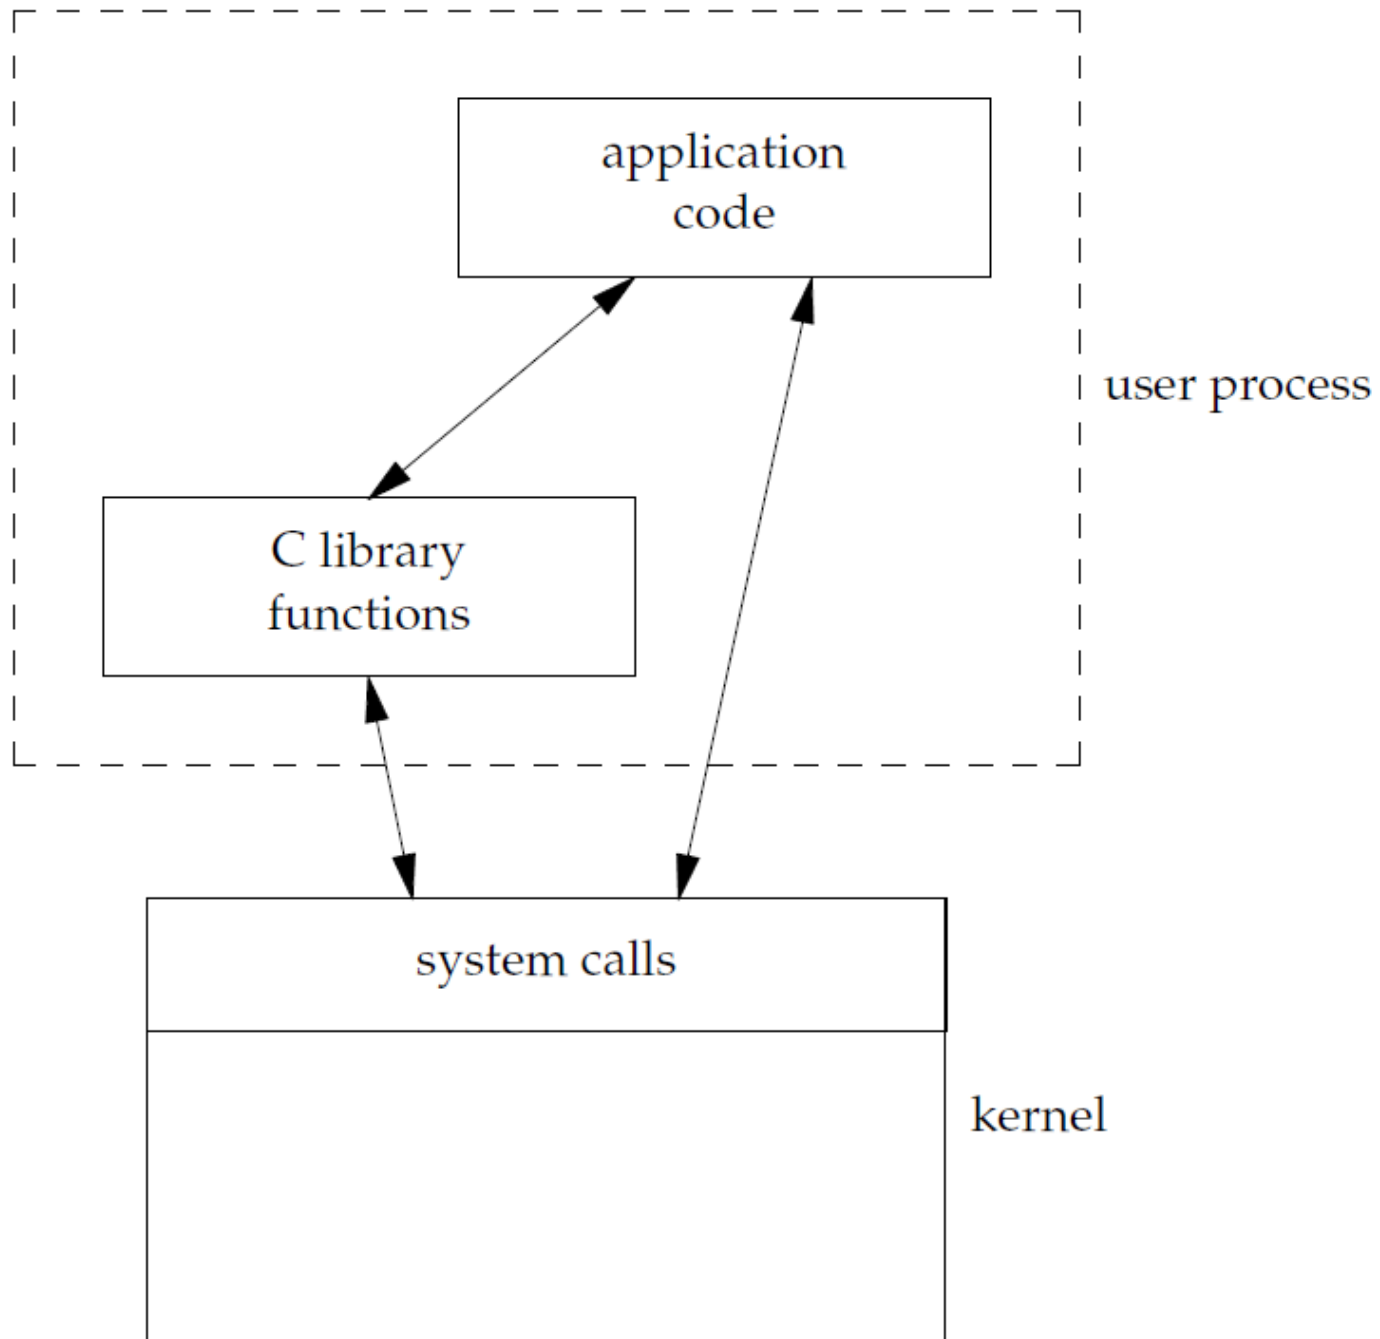 application
code
user process
C library
functions
system calls
kernel